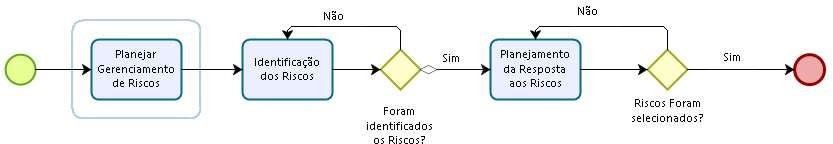 Planejar
Gerenciamento
de Riscos
Não
Identificação
dos Riscos
Foram
identificados
os Riscos?
Sim
Não
Planejamento
da Resposta
aos Riscos
Riscos Foram
selecionados?
Sim